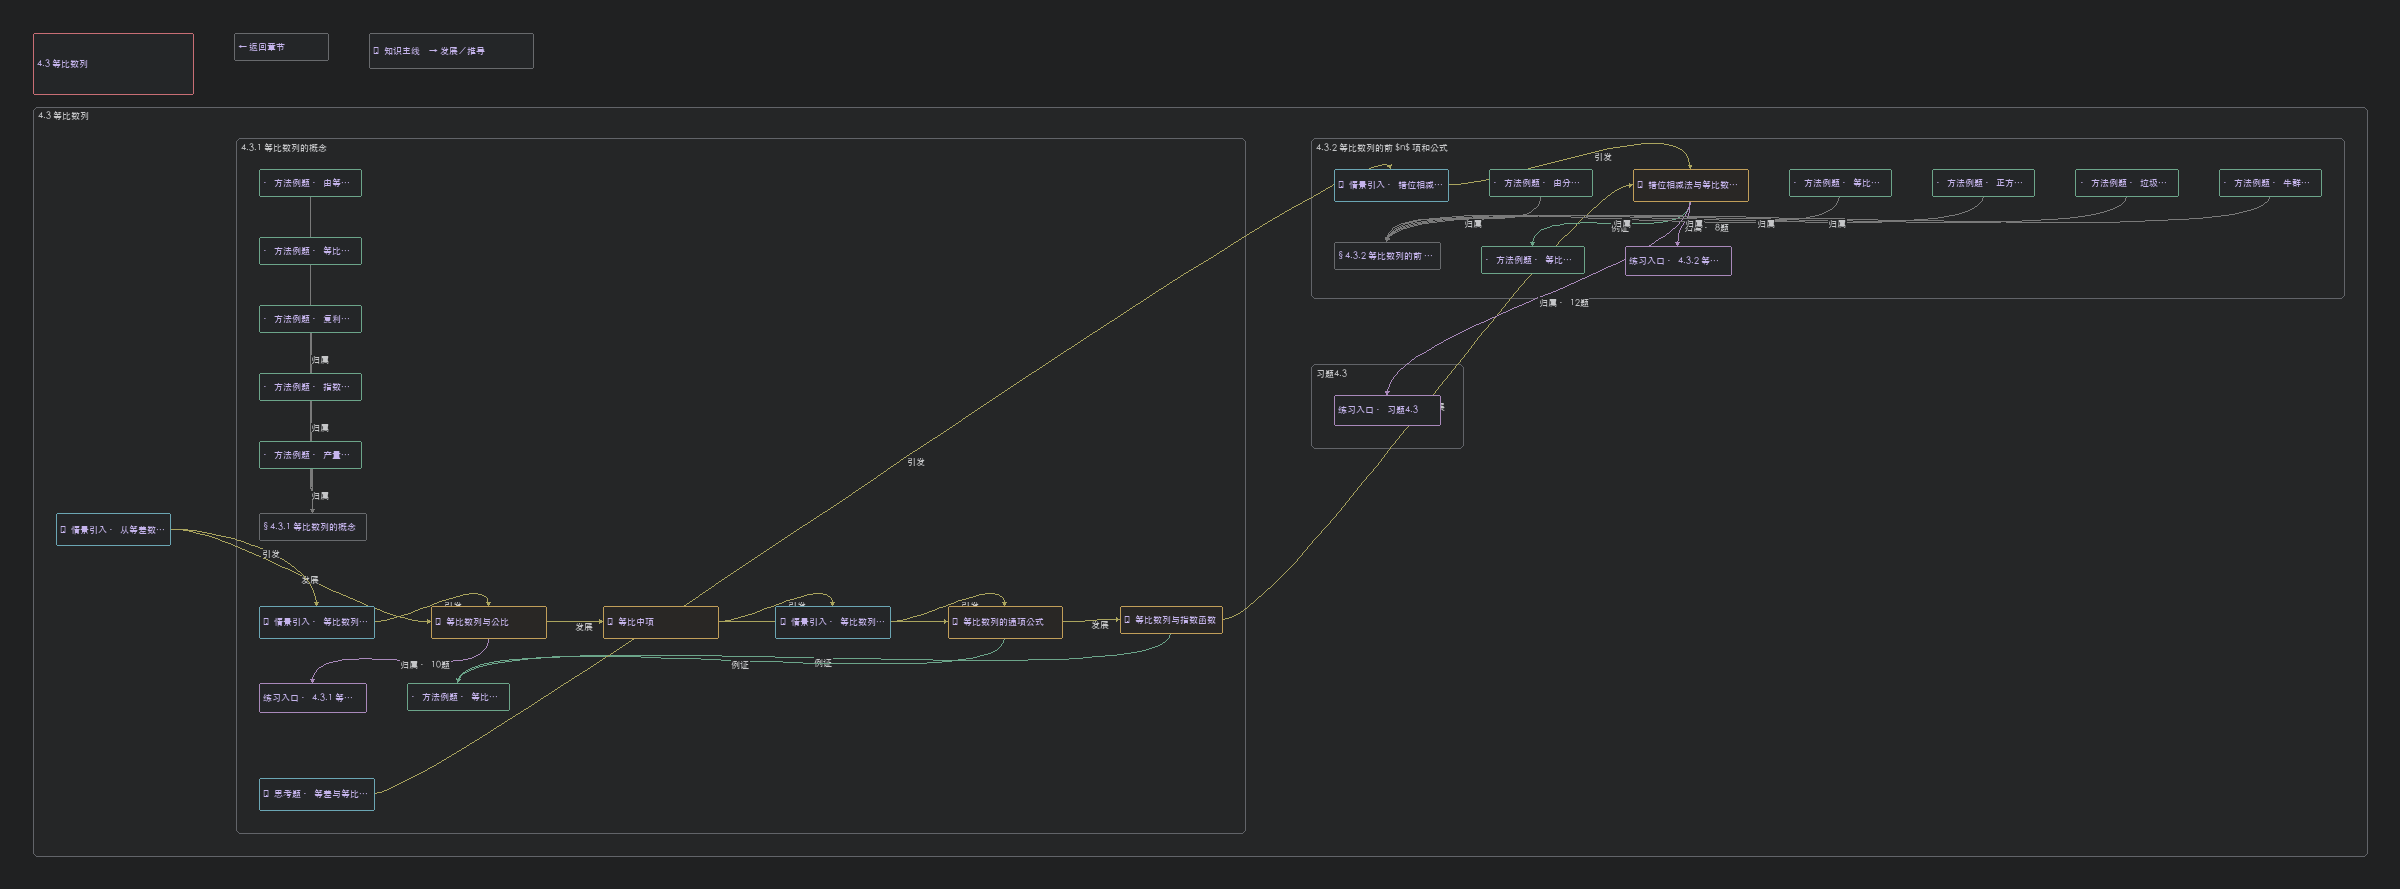 4.3 等比数列
← 返回章节
知识主线 → 发展／推导
4.3 等比数列
4.3.1 等比数列的概念
· 方法例题 · 由等…
· 方法例题 · 等比…
· 方法例题 · 复利…
归属
· 方法例题 · 指数…
归属
· 方法例题 · 产量…
归属
§ 4.3.1 等比数列的概念
情景引入 · 从等差数…
引发
发展
情景引入 · 等比数列…
引发
等比数列与公比
发展
等比中项
引发
情景引入 · 等比数列…
引发
等比数列的通项公式
发展
等比数列与指数函数
归属 · 10题
例证
例证
练习入口 · 4.3.1 等…
· 方法例题 · 等比…
思考题 · 等差与等比…
引发
4.3.2 等比数列的前 $n$ 项和公式
引发
情景引入 · 错位相减…
· 方法例题 · 由分…
错位相减法与等比数…
· 方法例题 · 等比…
· 方法例题 · 正方…
· 方法例题 · 垃圾…
· 方法例题 · 牛群…
归属
归属
归属
归属
归属
例证
归属 · 8题
§ 4.3.2 等比数列的前 …
· 方法例题 · 等比…
练习入口 · 4.3.2 等…
归属 · 12题
习题4.3
练习入口 · 习题4.3